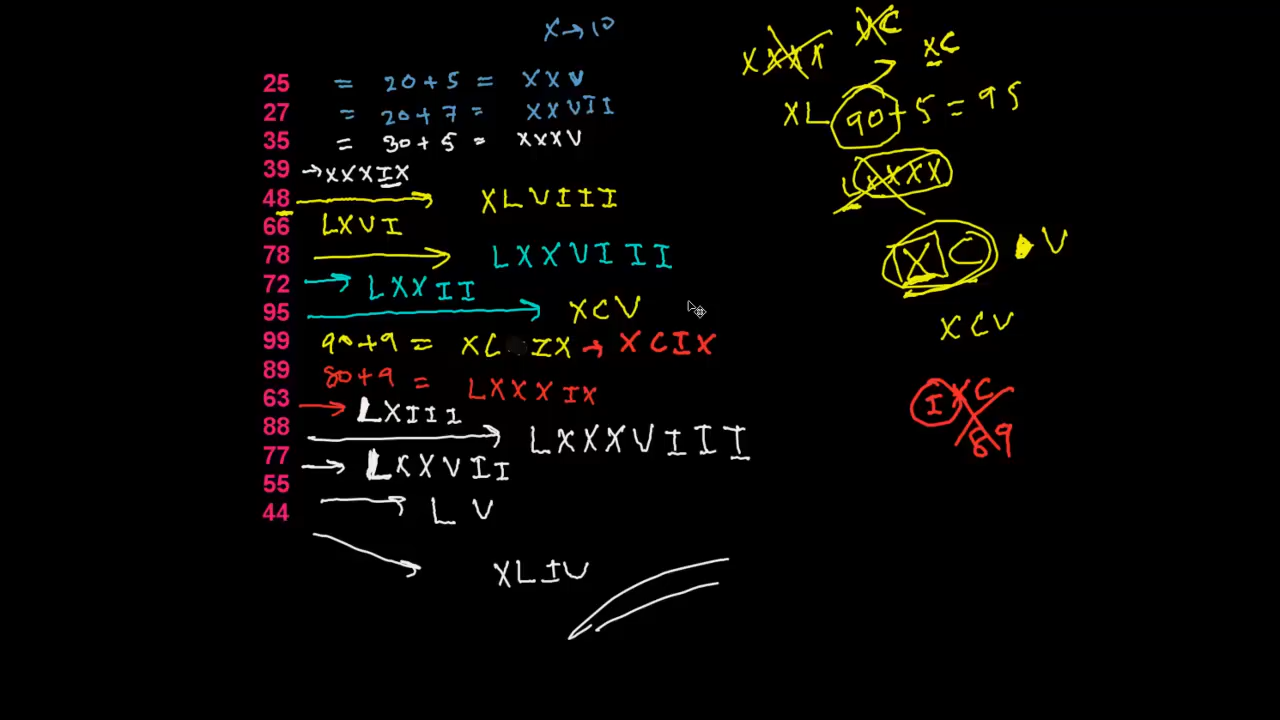 X→10
25 = 20+5 = XXV
27 = 20+7 = XXVII
35 = 30+5 = XXXV
39 →XXXIX
48 → XLVIII
66 LXVI
78 → LXXVIII
72 → LXXII
95 → XCV
99 90+9 = XC IX → XCIX
89 80+9 = LXXXIX
63 → LXIII
88 → LXXXVIII
77 → LXXVII
55 → LV
44 → XLIV
XXXX XC XC
XL 90+5=95
LXXXX
XC V
XCV
IXC
89